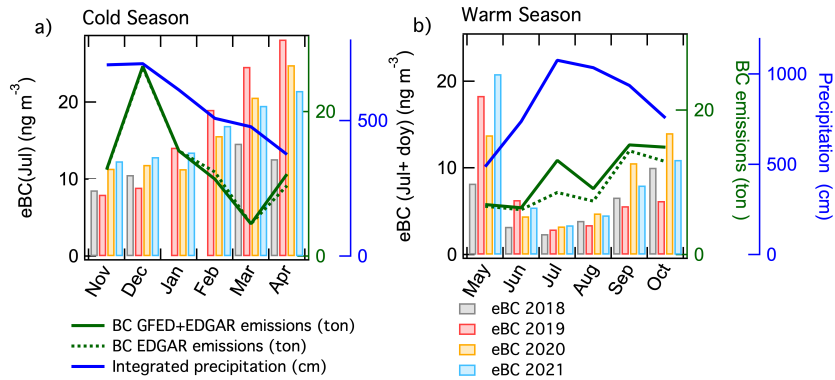 Cold Season
Warm Season
a)
b)
eBC(Jul) (ng m-3)
20
10
0
20
0
500
0
Nov
Dec
Jan
Feb
Mar
Apr
eBC (Jul+ doy) (ng m-3)
20
10
0
20
0
BC emissions (ton )
1000
500
0
Precipitation (cm)
May
Jun
Jul
Aug
Sep
Oct
BC GFED+EDGAR emissions (ton)
BC EDGAR emissions (ton)
Integrated precipitation (cm)
eBC 2018
eBC 2019
eBC 2020
eBC 2021